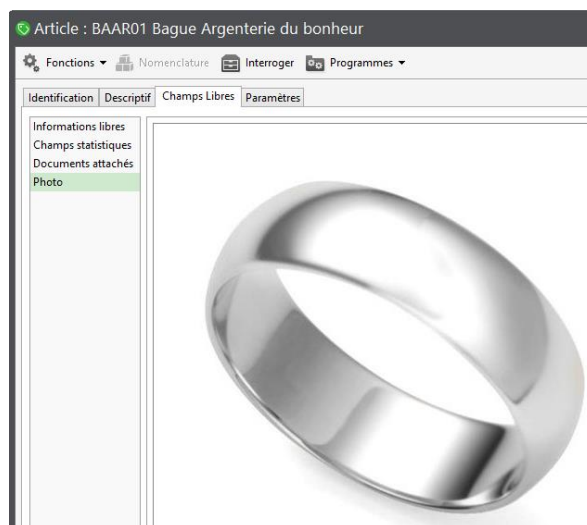 Article : BAAR01 Bague Argenterie du bonheur
Fonctions Nomenclature Interroger Programmes
Identification Descriptif Champs Libres Paramètres
Informations libres
Champs statistiques
Documents attachés
Photo